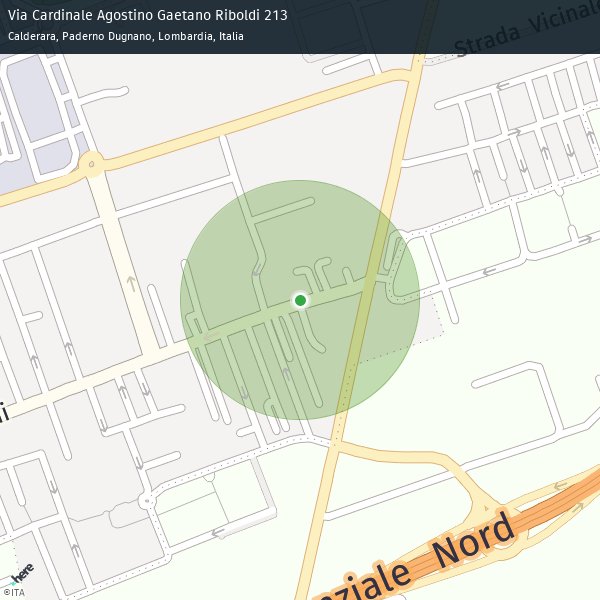 Via Cardinale Agostino Gaetano Riboldi 213
Calderara, Paderno Dugnano, Lombardia, Italia
Strada Vicinale
ziale Nord
here
©ITA